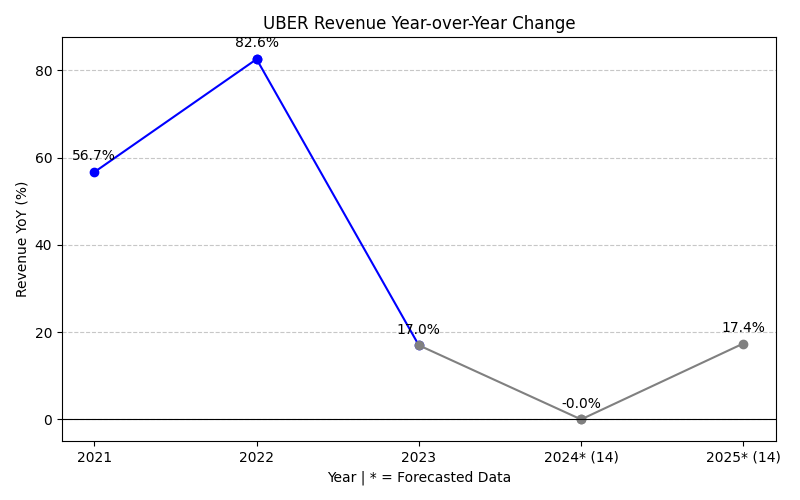 UBER Revenue Year-over-Year Change
82.6%
80
60
56.7%
40
Revenue YoY (%)
20
17.0%
17.4%
-0.0%
0
2021 2022 2023 2024* (14) 2025* (14)
Year | * = Forecasted Data